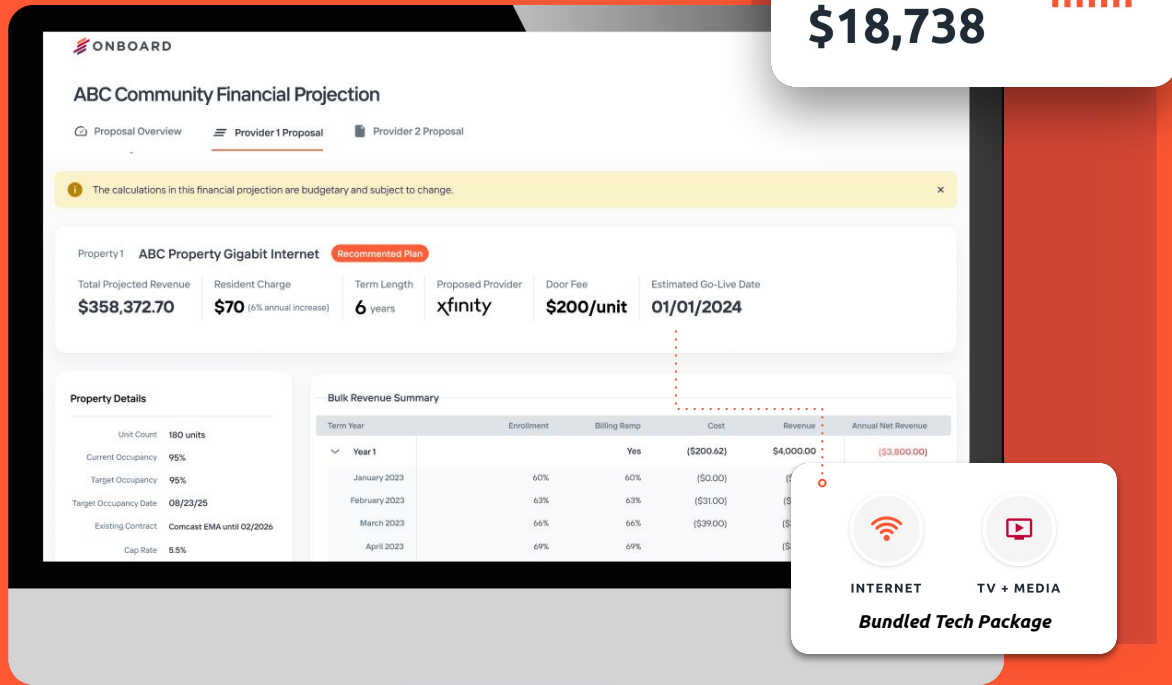 $18,738
ONBOARD
ABC Community Financial Projection
Proposal Overview
Provider 1 Proposal
Provider 2 Proposal
The calculations in this financial projection are budgetary and subject to change.
Property1 ABC Property Gigabit Internet Recommented Plan
Total Projected Revenue Resident Charge Term Length Proposed Provider Door Fee Estimated Go-Live Date
$358,372.70 $70 (6% annual increase) 6 years xfinity $200/unit 01/01/2024
Property Details
Unit Count 180 units
Current Occupancy 95%
Target Occupancy 95%
Target Occupancy Date 08/23/25
Existing Contract Comcast EMA until 02/2026
Cap Rate 5.5%
Bulk Revenue Summary
Term Year Enrollment Billing Ramp Cost Revenue Annual Net Revenue
Year 1 Yes ($200.62) $4,000.00 ($3,800.00)
January 2023 60% 60% ($0.00)
February 2023 63% 63% ($31.00)
March 2023 66% 66% ($39.00)
April 2023 69% 69%
INTERNET TV + MEDIA
Bundled Tech Package